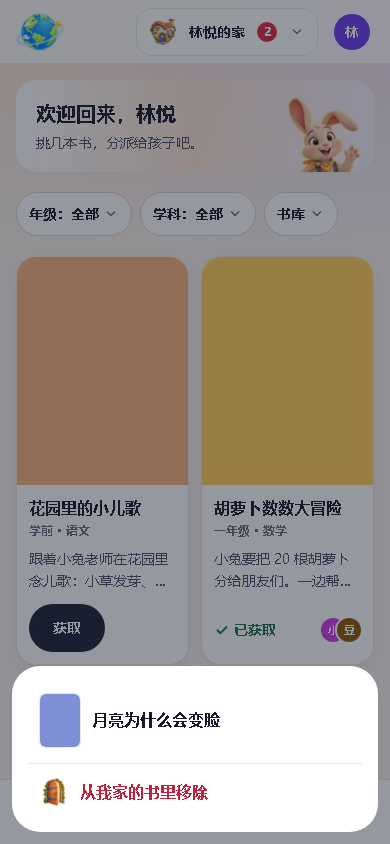 林悦的家 2
林
欢迎回来，林悦
挑几本书，分派给孩子吧。
年级：全部
学科：全部
书库
花园里的小儿歌
学前·语文
跟着小兔老师在花园里
念儿歌：小草发芽、...
获取
胡萝卜数数大冒险
一年级·数学
小兔要把 20 根胡萝卜
分给朋友们。一边帮...
已获取
小 豆
月亮为什么会变脸
从我家的书里移除